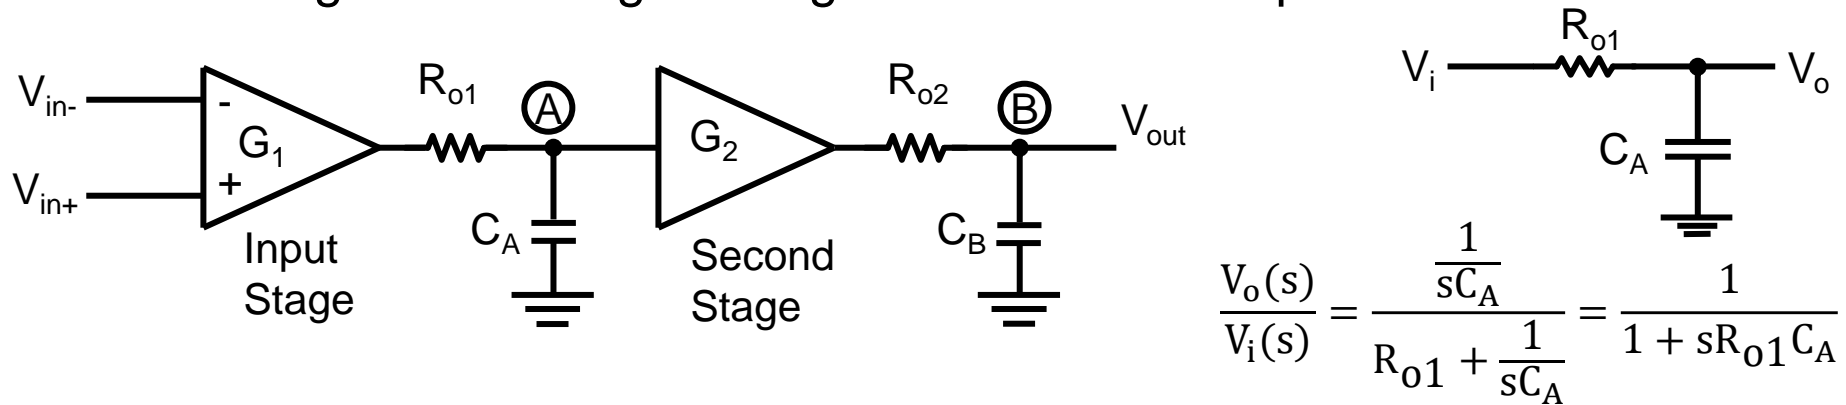 V_in-
V_in+
-
G_1
+
Input
Stage
R_o1
A
C_A
G_2
Second
Stage
R_o2
B
C_B
V_out
R_o1
V_i
V_o
C_A
V_o(s)/V_i(s) = (1/sC_A)/(R_o1 + 1/sC_A) = 1/(1 + sR_o1C_A)